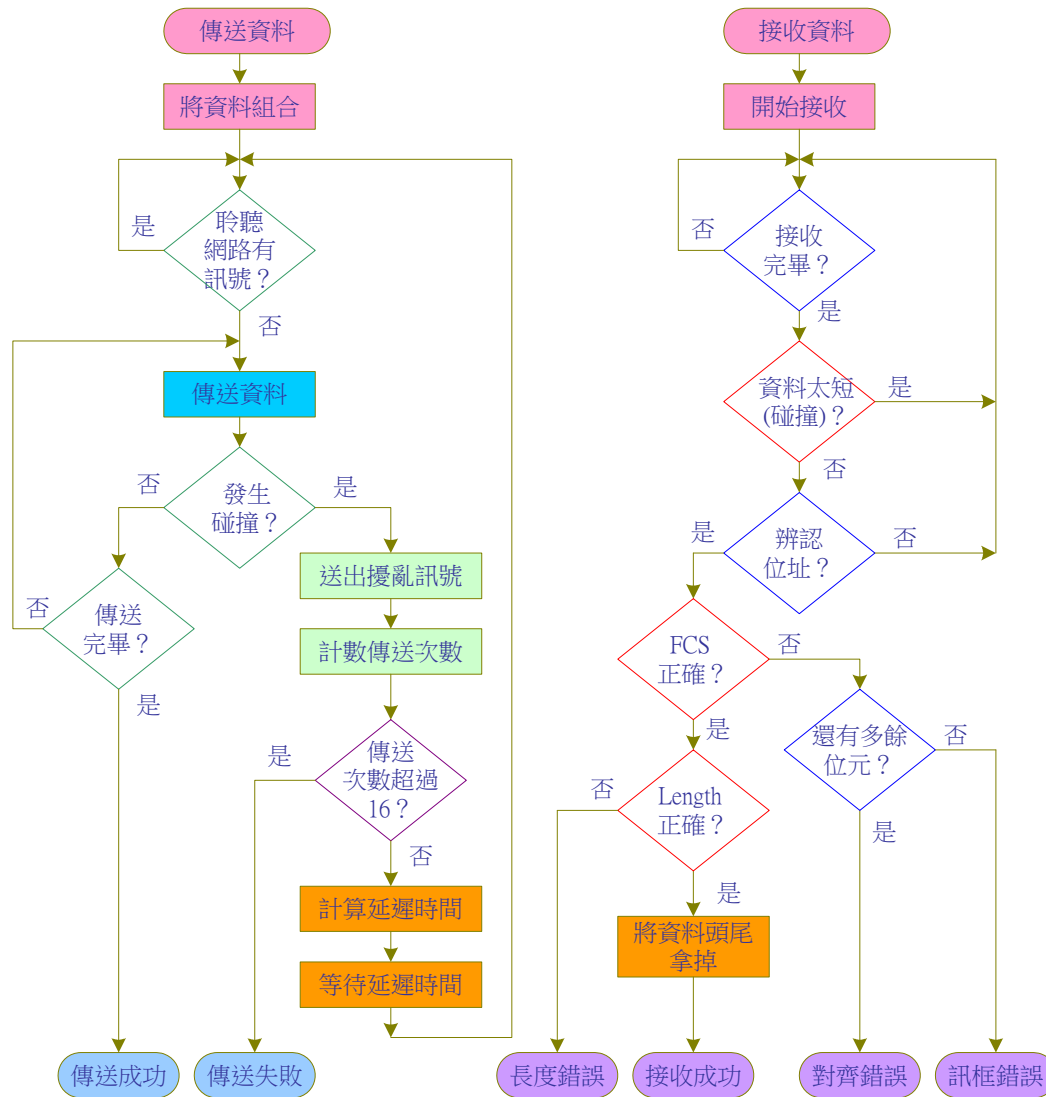 傳送資料
將資料組合
是
聆聽
網路有
訊號？
否
傳送資料
否
發生
碰撞？
是
送出擾亂訊號
否
傳送
完畢？
是
計數傳送次數
是
傳送
次數超過
16？
否
計算延遲時間
等待延遲時間
傳送成功
傳送失敗
接收資料
開始接收
否
接收
完畢？
是
資料太短
(碰撞)？
是
否
是
辨認
位址？
否
FCS
正確？
否
是
還有多餘
位元？
否
是
否
Length
正確？
是
將資料頭尾
拿掉
長度錯誤
接收成功
對齊錯誤
訊框錯誤